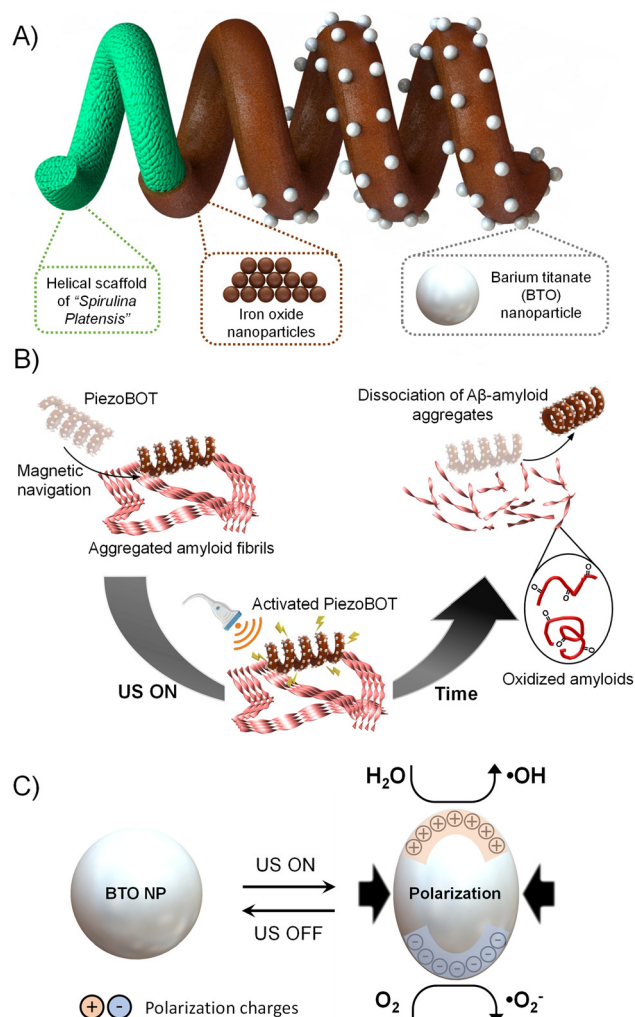 A)
Helical scaffold
of “Spirulina
Platensis”
Iron oxide
nanoparticles
Barium titanate
(BTO)
nanoparticle
B)
PiezoBOT
Magnetic
navigation
Aggregated amyloid fibrils
Dissociation of Aβ-amyloid
aggregates
O
O
O
O
O
O
Oxidized amyloids
Activated PiezoBOT
US ON
Time
C)
H₂O
•OH
BTO NP
US ON
US OFF
Polarization
+ + + + + + +
- - - - - - -
+ - Polarization charges
O₂
•O₂⁻